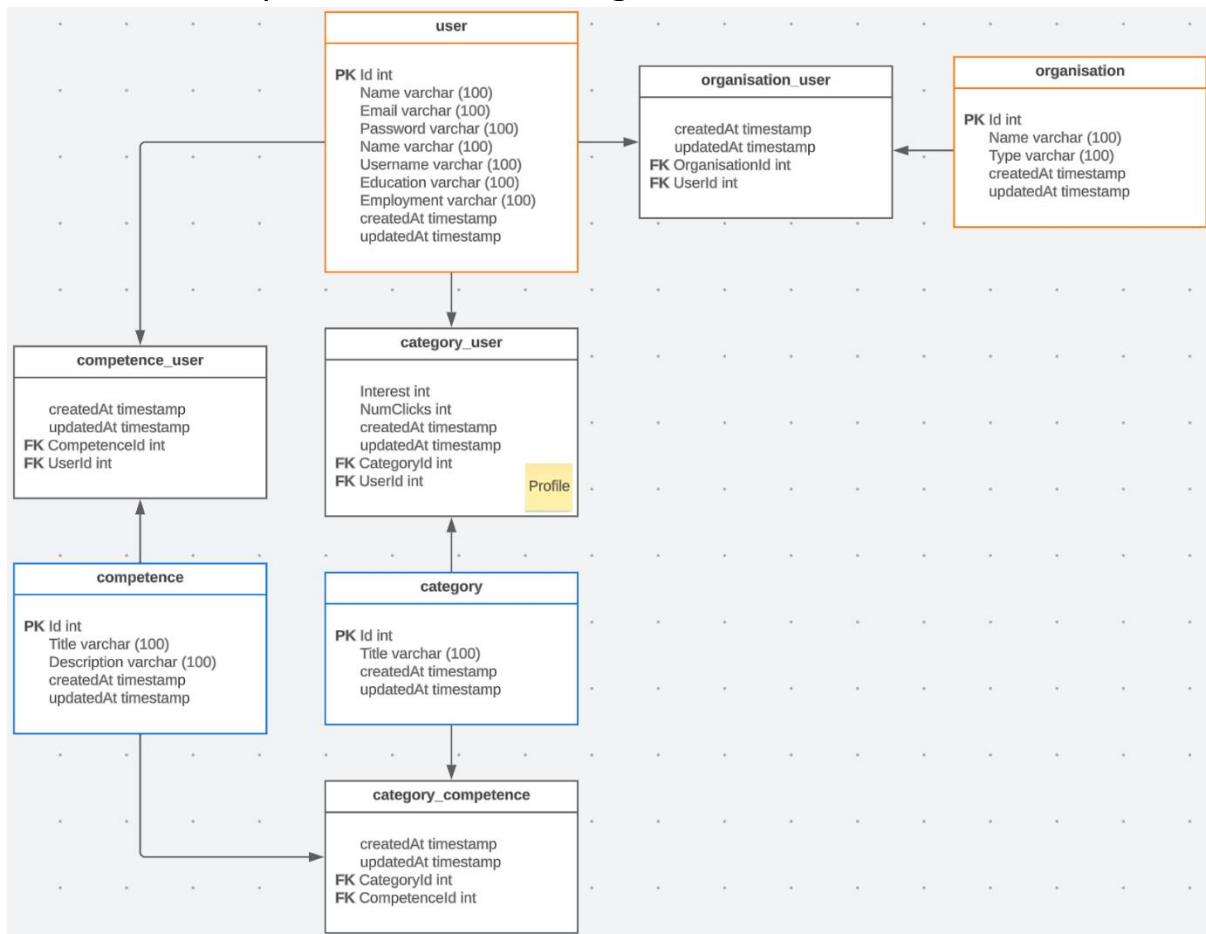 user
PK Id int
Name varchar (100)
Email varchar (100)
Password varchar (100)
Name varchar (100)
Username varchar (100)
Education varchar (100)
Employment varchar (100)
createdAt timestamp
updatedAt timestamp
organisation_user
createdAt timestamp
updatedAt timestamp
FK OrganisationId int
FK UserId int
organisation
PK Id int
Name varchar (100)
Type varchar (100)
createdAt timestamp
updatedAt timestamp
competence_user
createdAt timestamp
updatedAt timestamp
FK CompetenceId int
FK UserId int
category_user
Interest int
NumClicks int
createdAt timestamp
updatedAt timestamp
FK CategoryId int
FK UserId int
Profile
competence
PK Id int
Title varchar (100)
Description varchar (100)
createdAt timestamp
updatedAt timestamp
category
PK Id int
Title varchar (100)
createdAt timestamp
updatedAt timestamp
category_competence
createdAt timestamp
updatedAt timestamp
FK CategoryId int
FK CompetenceId int